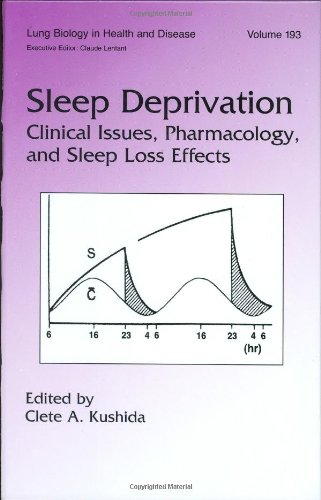 Lung Biology in Health and Disease
Volume 193
Executive Editor: Claude Lenfant
Sleep Deprivation
Clinical Issues, Pharmacology,
and Sleep Loss Effects
S
C̄
6 16 23 4 6 16 23 4 6
(hr)
Edited by
Clete A. Kushida